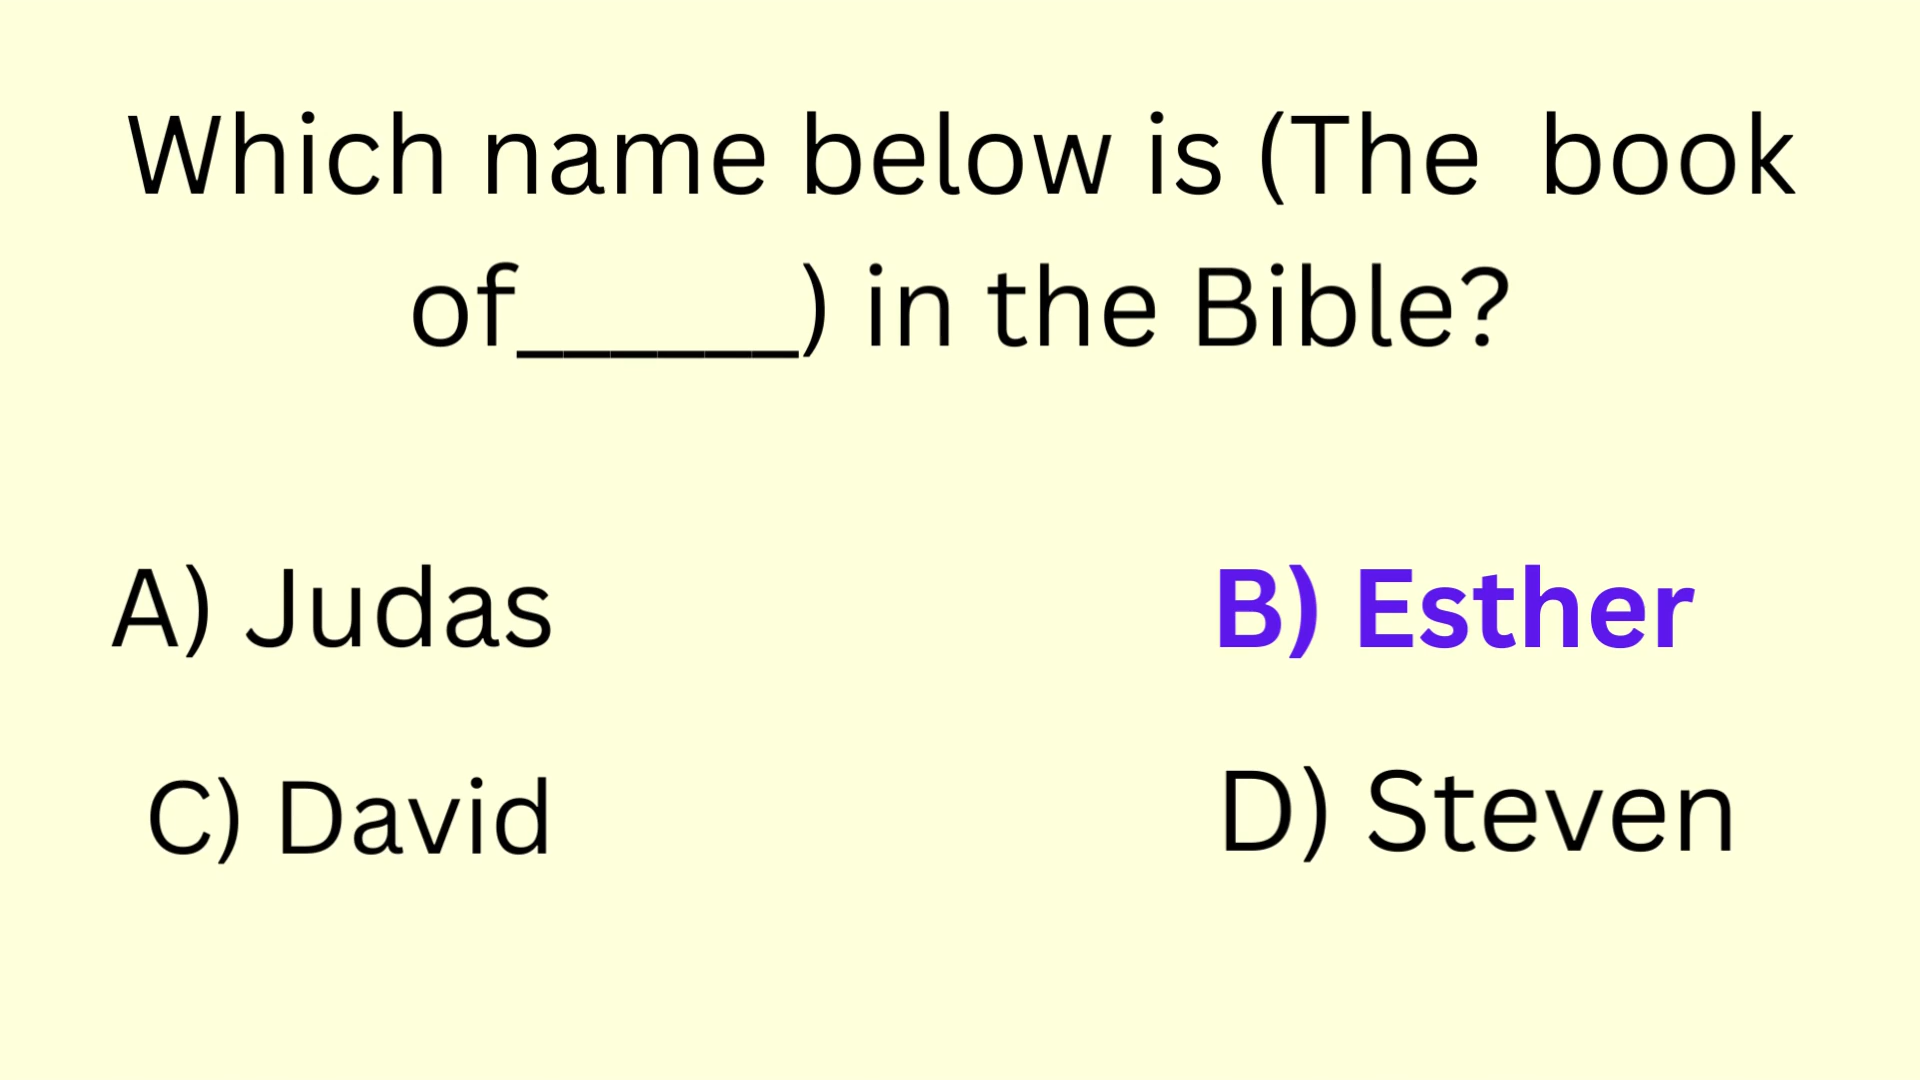 Which name below is (The  book
of______) in the Bible?
A) Judas
B) Esther
C) David
D) Steven